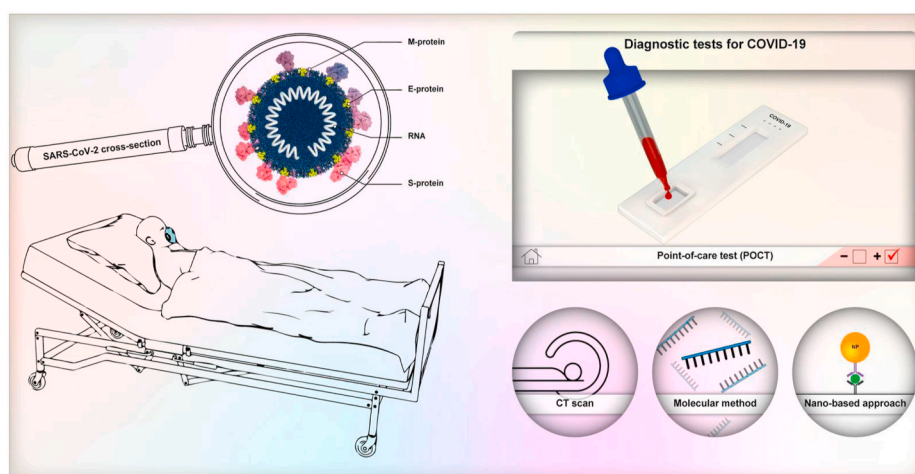 M-protein
E-protein
RNA
S-protein
SARS-CoV-2 cross-section
Diagnostic tests for COVID-19
COVID-19
Point-of-care test (POCT)
− +
CT scan
Molecular method
NP
Nano-based approach